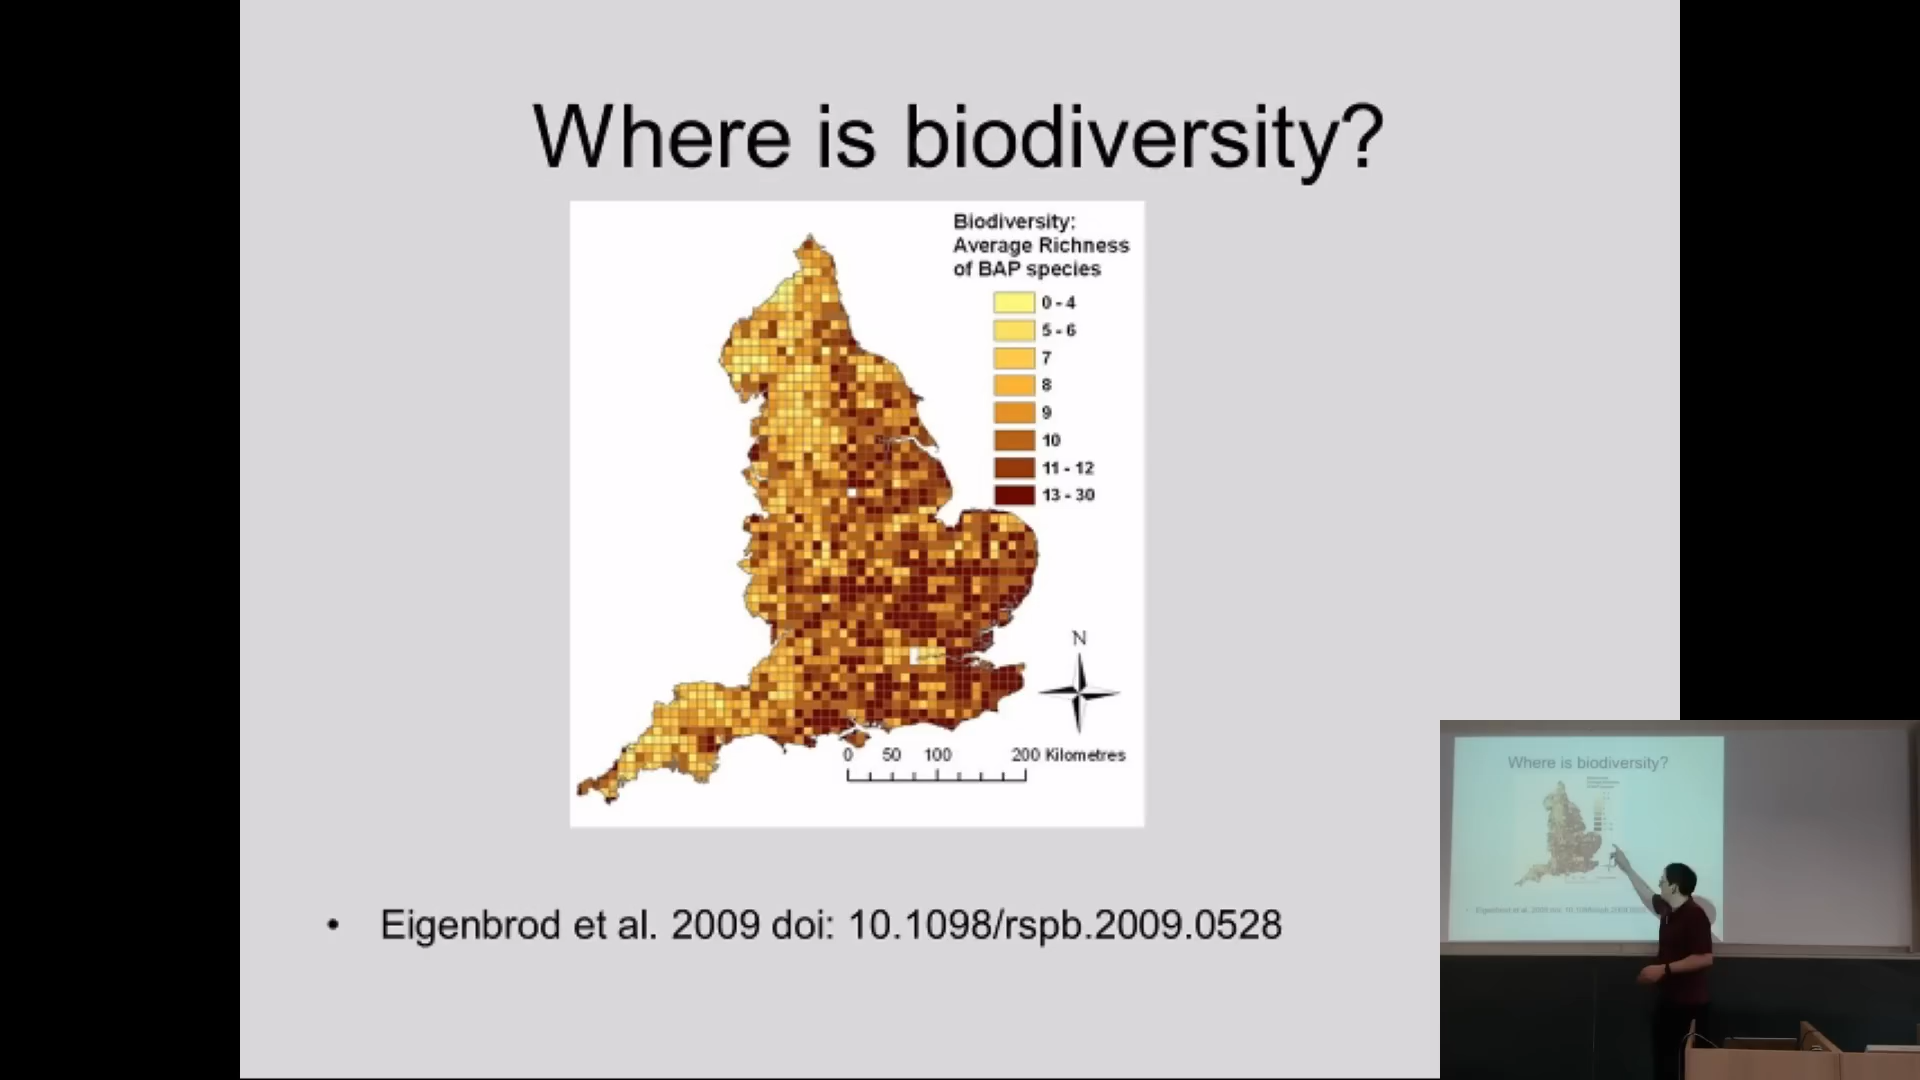 Where is biodiversity?
Biodiversity:
Average Richness
of BAP species
0 - 4
5 - 6
7
8
9
10
11 - 12
13 - 30
N
0 50 100 200 Kilometres
• Eigenbrod et al. 2009 doi: 10.1098/rspb.2009.0528
Where is biodiversity?